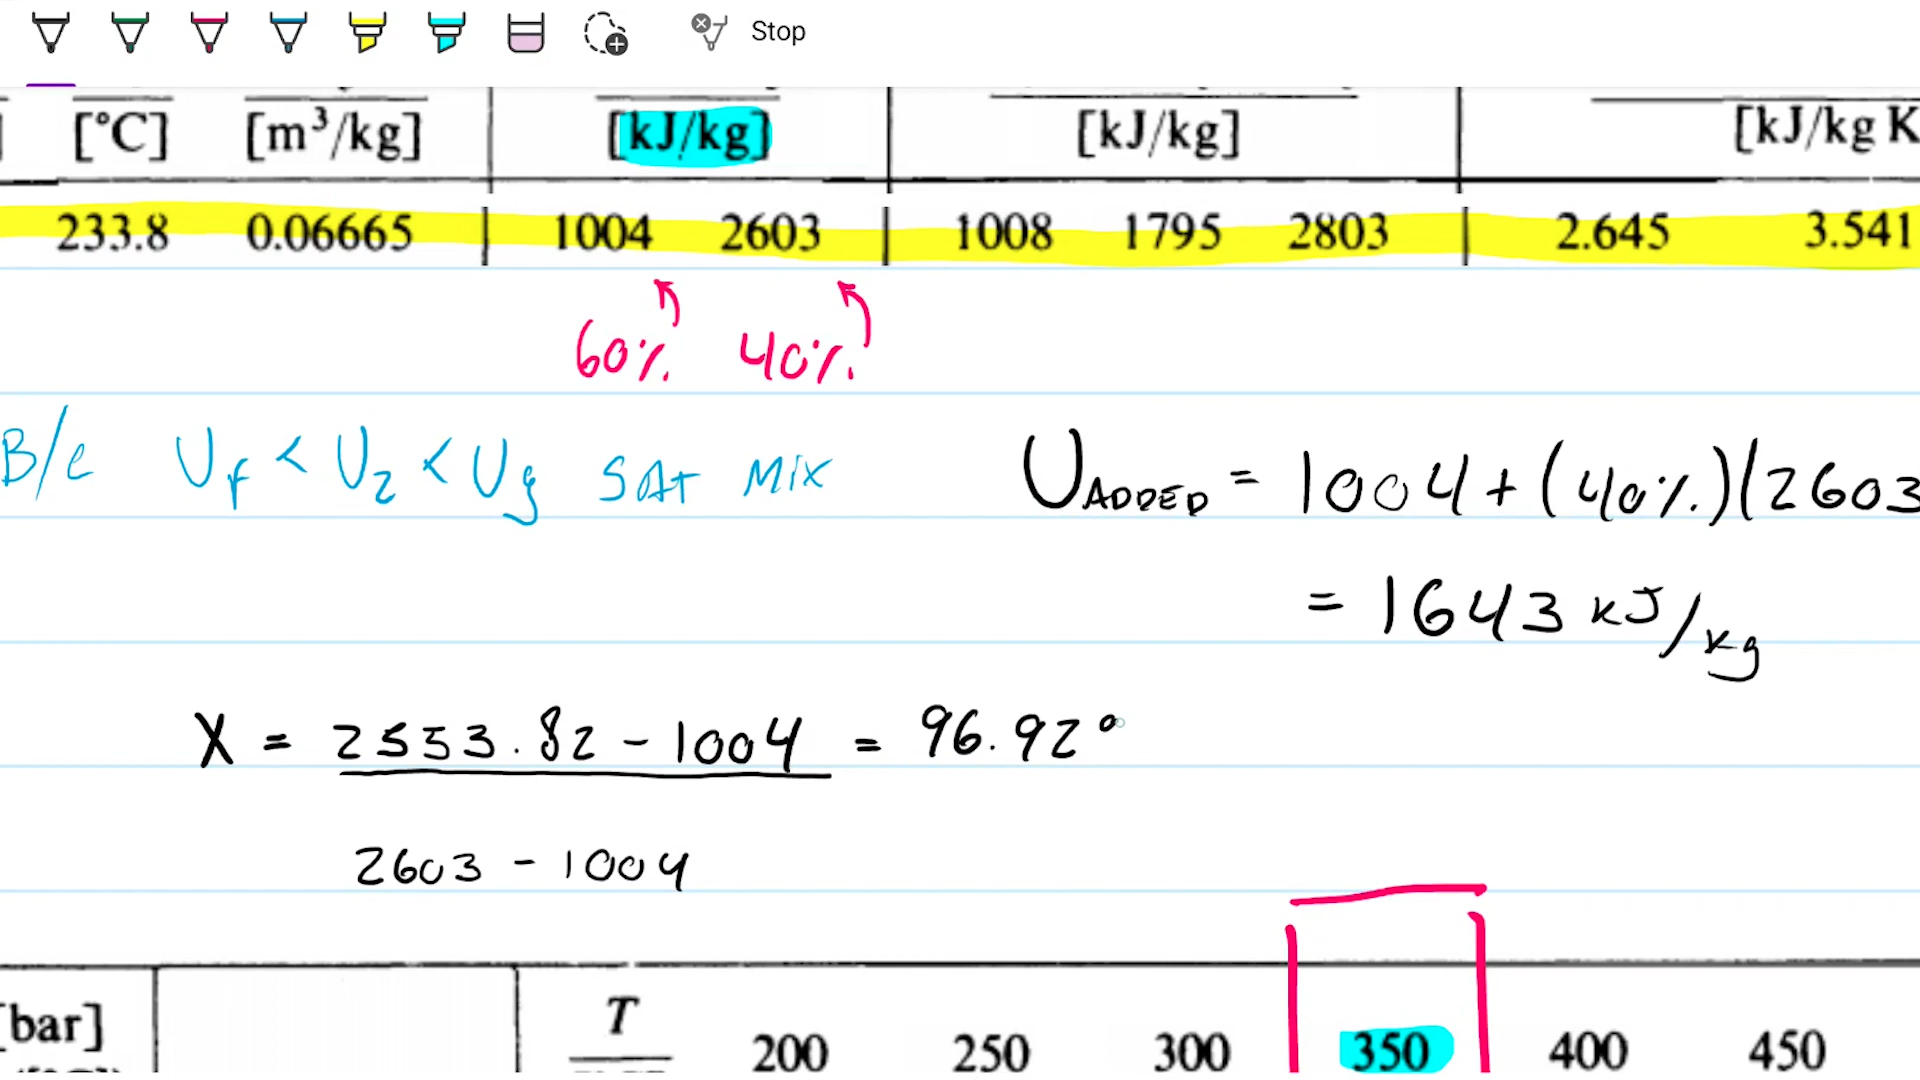 Stop
[°C] [m³/kg] [kJ/kg] [kJ/kg] [kJ/kg K
233.8 0.06665 1004 2603 1008 1795 2803 2.645 3.541
60% 40%
B/C Uf < U2 < Ug SAT MIX
UADDED = 1004 + (40%)(2603
= 1643 kJ/kg
X = 2553.82 - 1004 = 96.92°
2603 - 1004
[bar] T
200 250 300 350 400 450